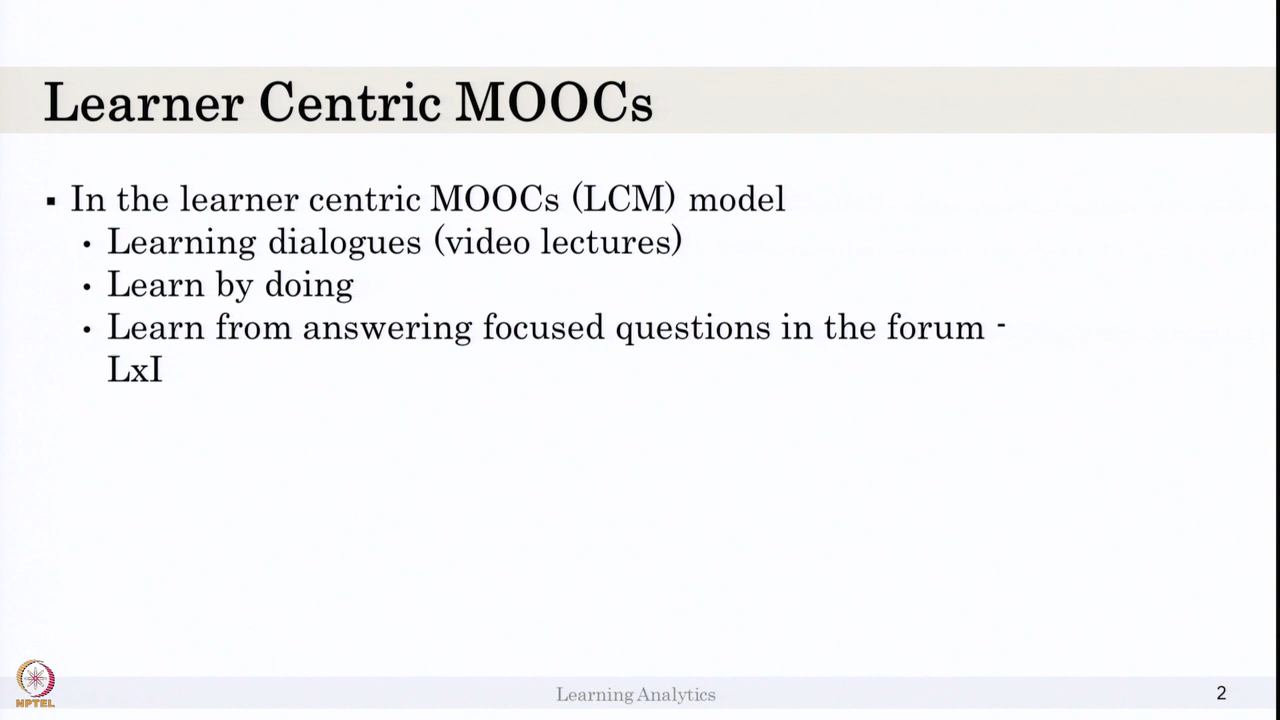 Learner Centric MOOCs
▪ In the learner centric MOOCs (LCM) model
• Learning dialogues (video lectures)
• Learn by doing
• Learn from answering focused questions in the forum -
LxI
NPTEL
Learning Analytics
2